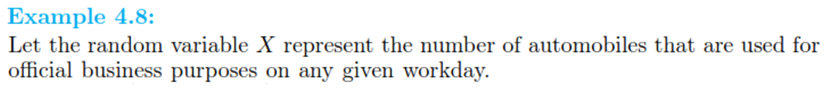 Example 4.8:
Let the random variable X represent the number of automobiles that are used for
official business purposes on any given workday.